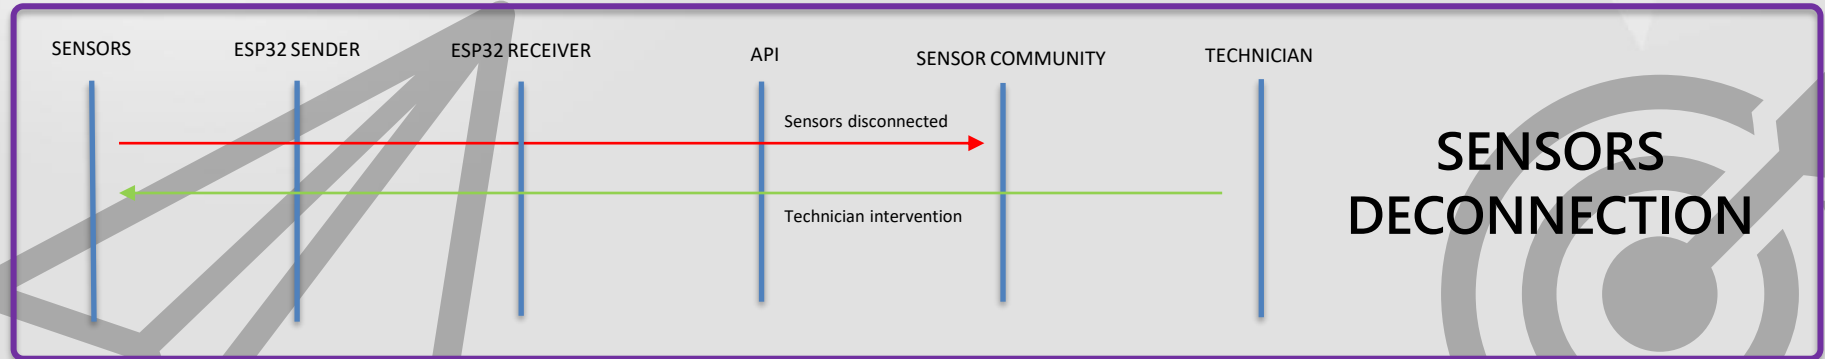 SENSORS
ESP32 SENDER
ESP32 RECEIVER
API
SENSOR COMMUNITY
TECHNICIAN
Sensors disconnected
Technician intervention
SENSORS
DECONNECTION